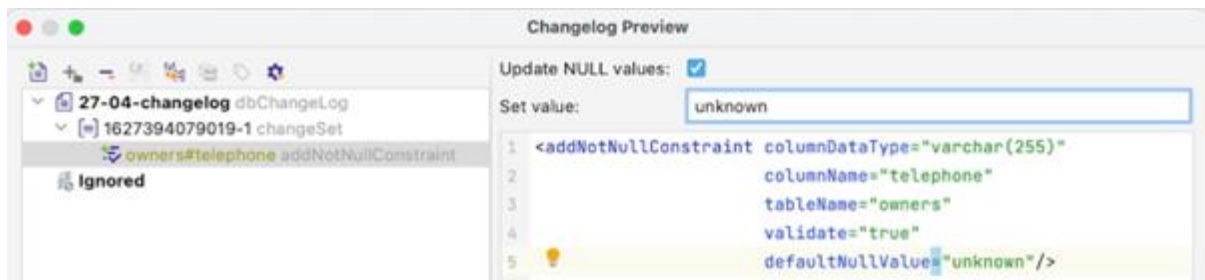 Changelog Preview
27-04-changelog dbChangeLog
1627394079019-1 changeSet
owners#telephone addNotNullConstraint
Ignored
Update NULL values:
Set value: unknown
1 <addNotNullConstraint columnDataType="varchar(255)"
2 columnName="telephone"
3 tableName="owners"
4 validate="true"
5 defaultNullValue="unknown"/>